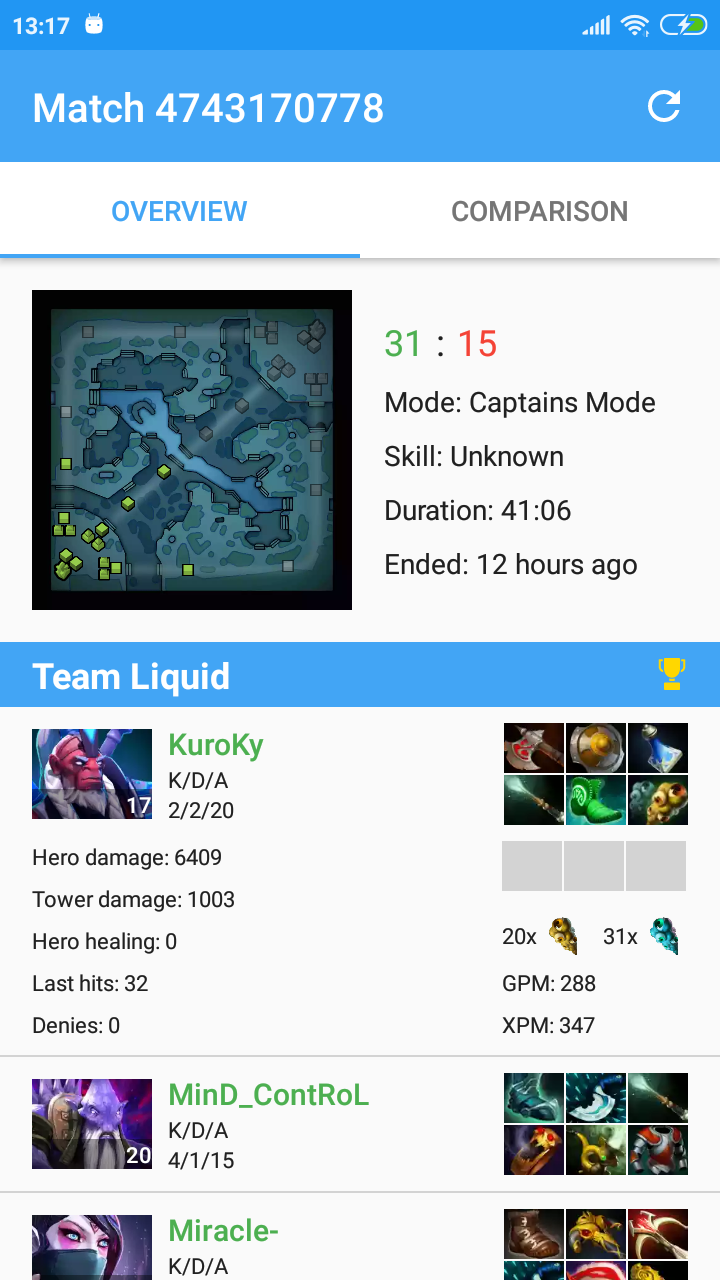 13:17
Match 4743170778
OVERVIEW
COMPARISON
31 : 15
Mode: Captains Mode
Skill: Unknown
Duration: 41:06
Ended: 12 hours ago
Team Liquid
KuroKy
K/D/A
17
2/2/20
Hero damage: 6409
Tower damage: 1003
Hero healing: 0
20x
31x
Last hits: 32
GPM: 288
Denies: 0
XPM: 347
MinD_ContRoL
K/D/A
20
4/1/15
Miracle-
K/D/A